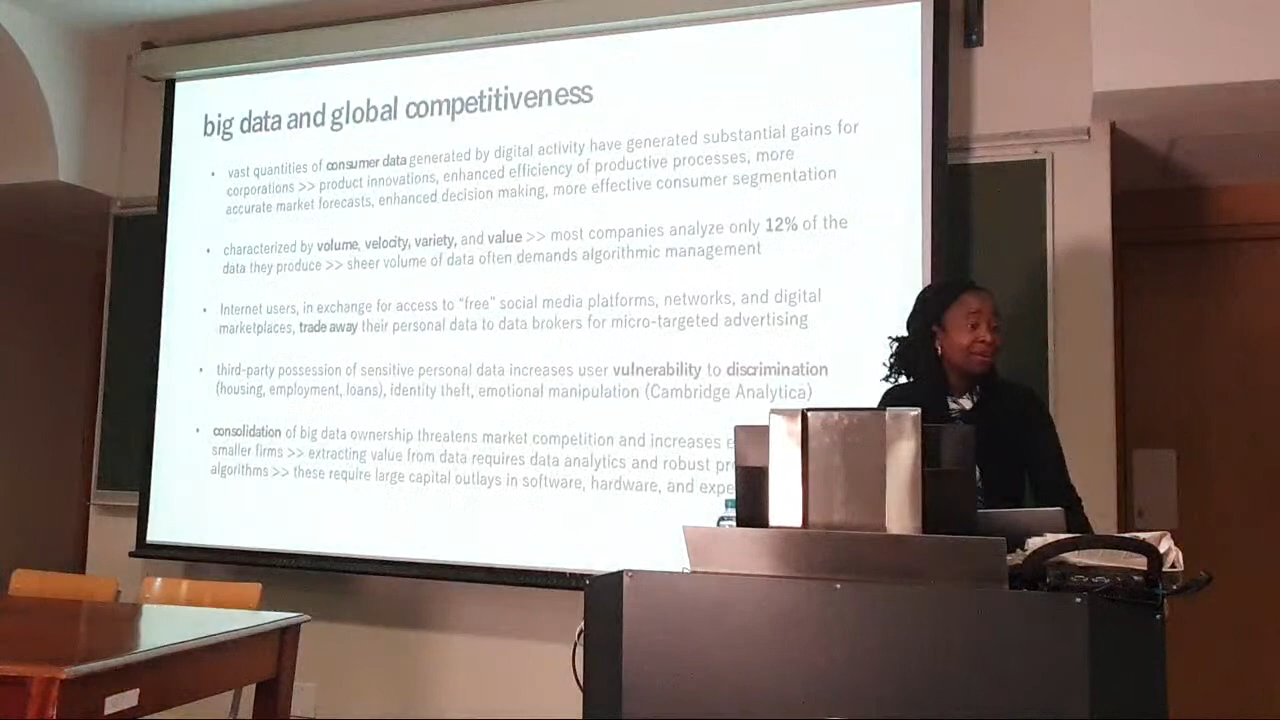 big data and global competitiveness
• vast quantities of consumer data generated by digital activity have generated substantial gains for
corporations >> product innovations, enhanced efficiency of productive processes, more
accurate market forecasts, enhanced decision making, more effective consumer segmentation
• characterized by volume, velocity, variety, and value >> most companies analyze only 12% of the
data they produce >> sheer volume of data often demands algorithmic management
• Internet users, in exchange for access to "free" social media platforms, networks, and digital
marketplaces, trade away their personal data to data brokers for micro-targeted advertising
• third-party possession of sensitive personal data increases user vulnerability to discrimination
(housing, employment, loans), identity theft, emotional manipulation (Cambridge Analytica)
• consolidation of big data ownership threatens market competition and increases
smaller firms >> extracting value from data requires data analytics and robust
algorithms >> these require large capital outlays in software, hardware, and